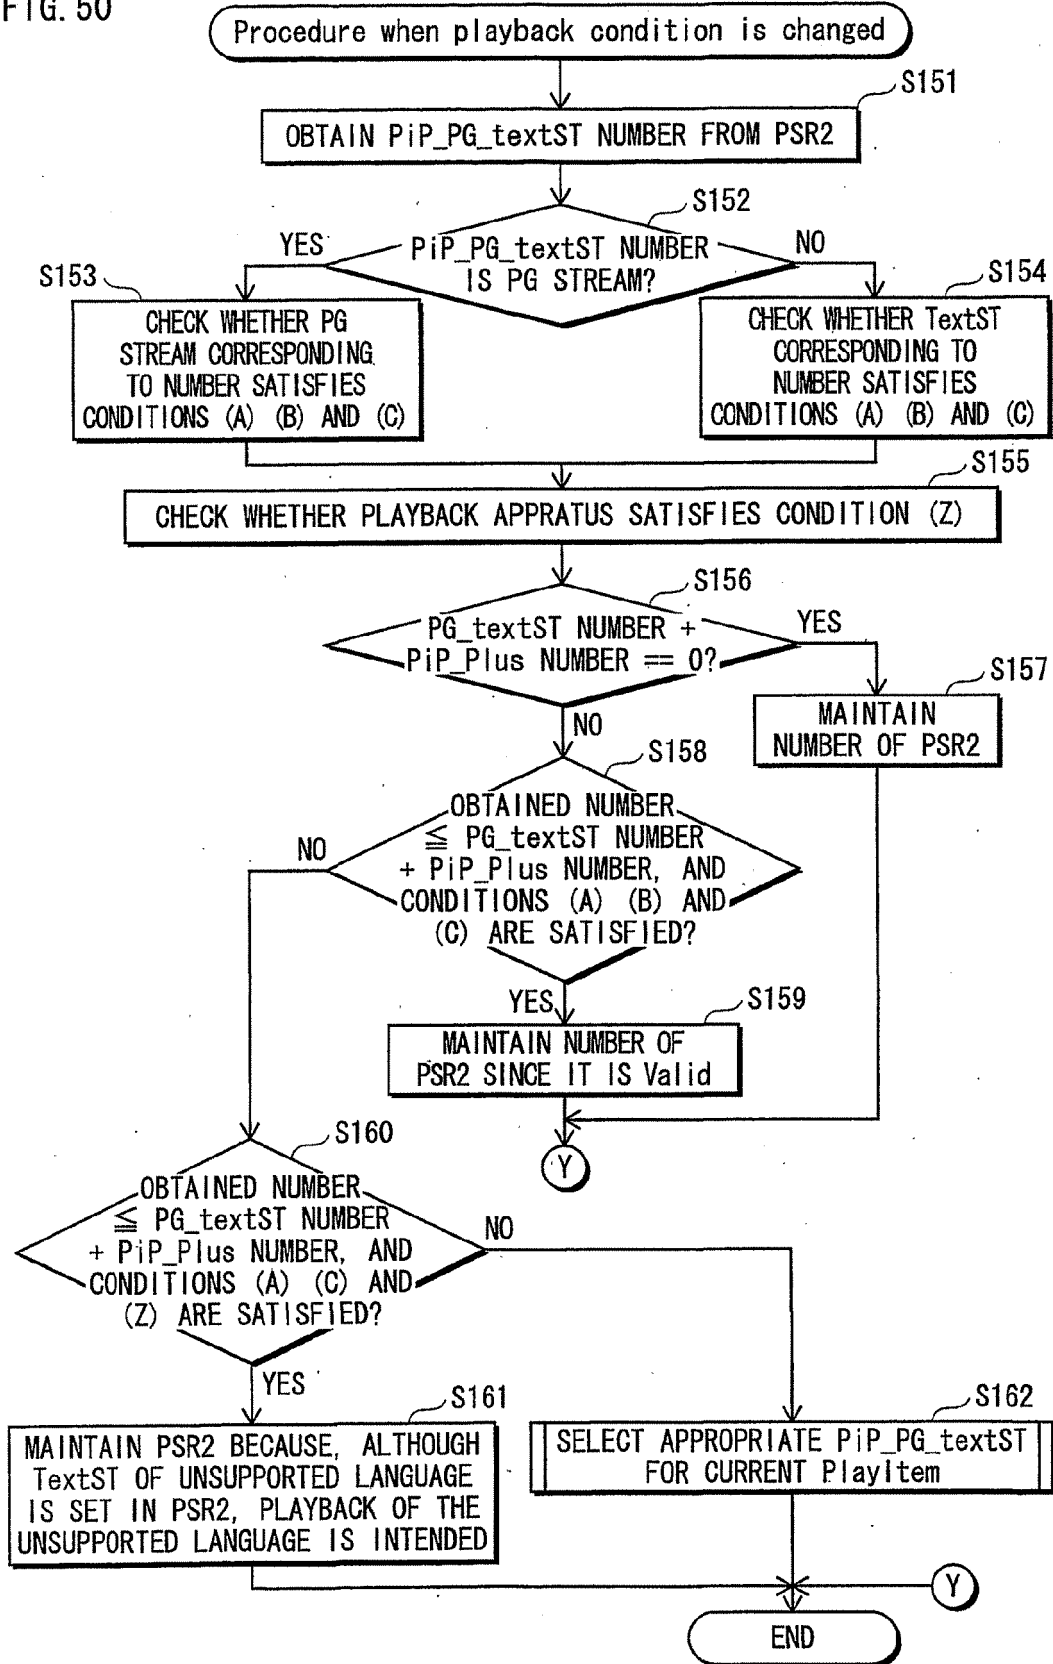 FIG. 50
Procedure when playback condition is changed
S151
OBTAIN PiP_PG_textST NUMBER FROM PSR2
S152
PiP_PG_textST NUMBER
IS PG STREAM?
YES
NO
S153
CHECK WHETHER PG
STREAM CORRESPONDING
TO NUMBER SATISFIES
CONDITIONS (A) (B) AND (C)
S154
CHECK WHETHER TextST
CORRESPONDING TO
NUMBER SATISFIES
CONDITIONS (A) (B) AND (C)
S155
CHECK WHETHER PLAYBACK APPRATUS SATISFIES CONDITION (Z)
S156
PG_textST NUMBER +
PiP_Plus NUMBER == 0?
YES
NO
S157
MAINTAIN
NUMBER OF PSR2
S158
OBTAINED NUMBER
≦ PG_textST NUMBER
+ PiP_Plus NUMBER, AND
CONDITIONS (A) (B) AND
(C) ARE SATISFIED?
NO
YES
S159
MAINTAIN NUMBER OF
PSR2 SINCE IT IS Valid
Y
S160
OBTAINED NUMBER
≦ PG_textST NUMBER
+ PiP_Plus NUMBER, AND
CONDITIONS (A) (C) AND
(Z) ARE SATISFIED?
NO
YES
S161
MAINTAIN PSR2 BECAUSE, ALTHOUGH
TextST OF UNSUPPORTED LANGUAGE
IS SET IN PSR2, PLAYBACK OF THE
UNSUPPORTED LANGUAGE IS INTENDED
S162
SELECT APPROPRIATE PiP_PG_textST
FOR CURRENT PlayItem
Y
END